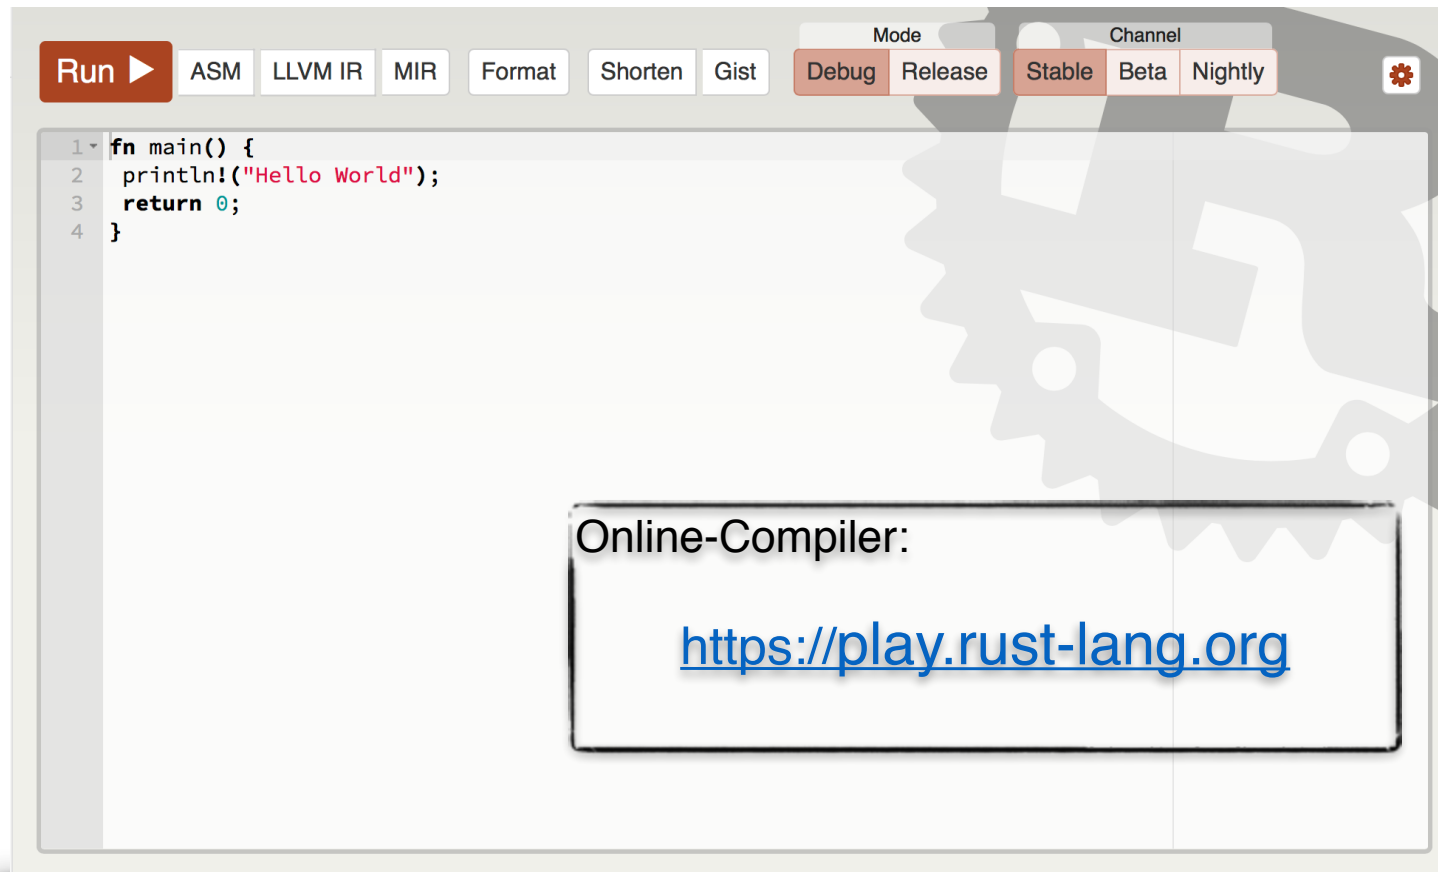 Mode Channel
Run ASM LLVM IR MIR Format Shorten Gist Debug Release Stable Beta Nightly
1 fn main() {
2 println!("Hello World");
3 return 0;
4 }
Online-Compiler:
https://play.rust-lang.org